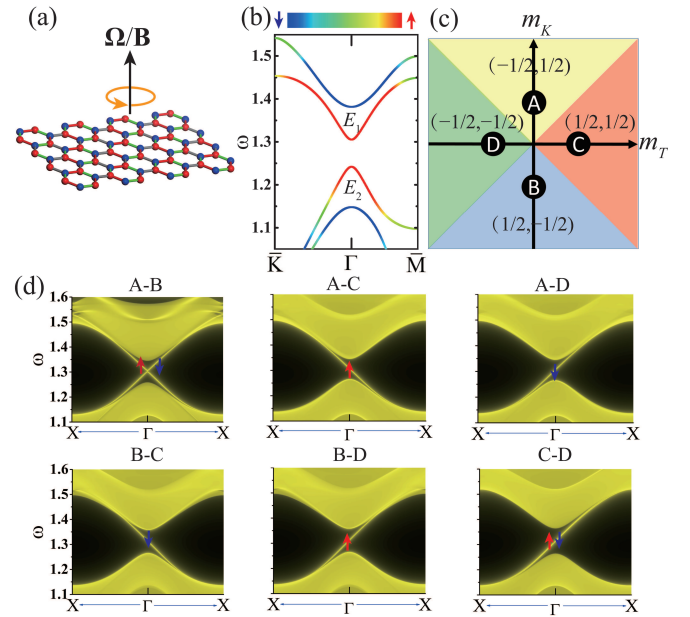 (a)
Ω/B
(b)
ω
1.5
1.4
1.3
1.2
1.1
E1
E2
K̅ Γ M̅
(c)
mK
mT
(−1/2,1/2)
A
(−1/2,−1/2)
D
(1/2,1/2)
C
B
(1/2,−1/2)
(d)
A-B A-C A-D
ω
1.6
1.5
1.4
1.3
1.2
1.1
X Γ X X Γ X X Γ X
B-C B-D C-D
ω
1.6
1.5
1.4
1.3
1.2
1.1
X Γ X X Γ X X Γ X